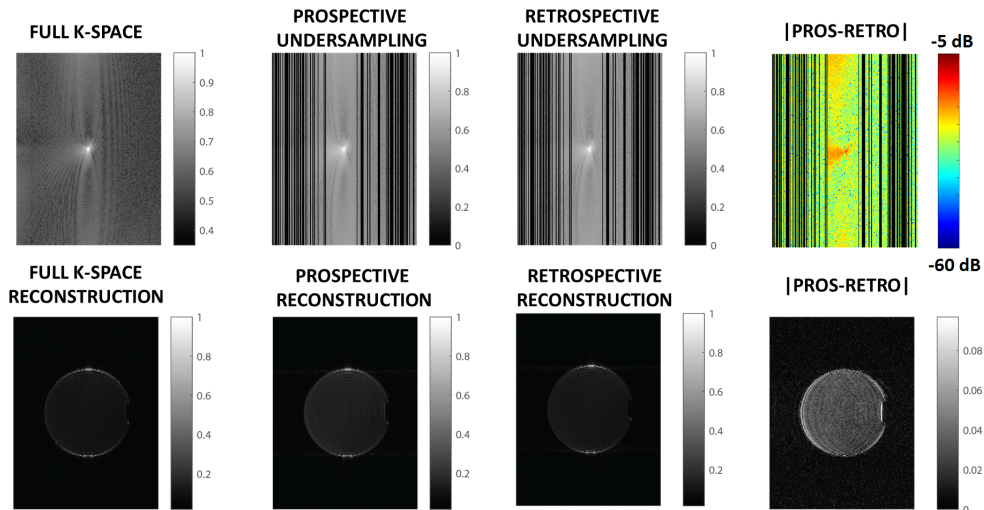 FULL K-SPACE
PROSPECTIVE
UNDERSAMPLING
RETROSPECTIVE
UNDERSAMPLING
|PROS-RETRO|
-5 dB
1
0.9
0.8
0.7
0.6
0.5
0.4
1
0.8
0.6
0.4
0.2
0
1
0.8
0.6
0.4
0.2
0
-60 dB
FULL K-SPACE
RECONSTRUCTION
PROSPECTIVE
RECONSTRUCTION
RETROSPECTIVE
RECONSTRUCTION
|PROS-RETRO|
1
0.8
0.6
0.4
0.2
1
0.8
0.6
0.4
0.2
1
0.8
0.6
0.4
0.2
0.08
0.06
0.04
0.02
0